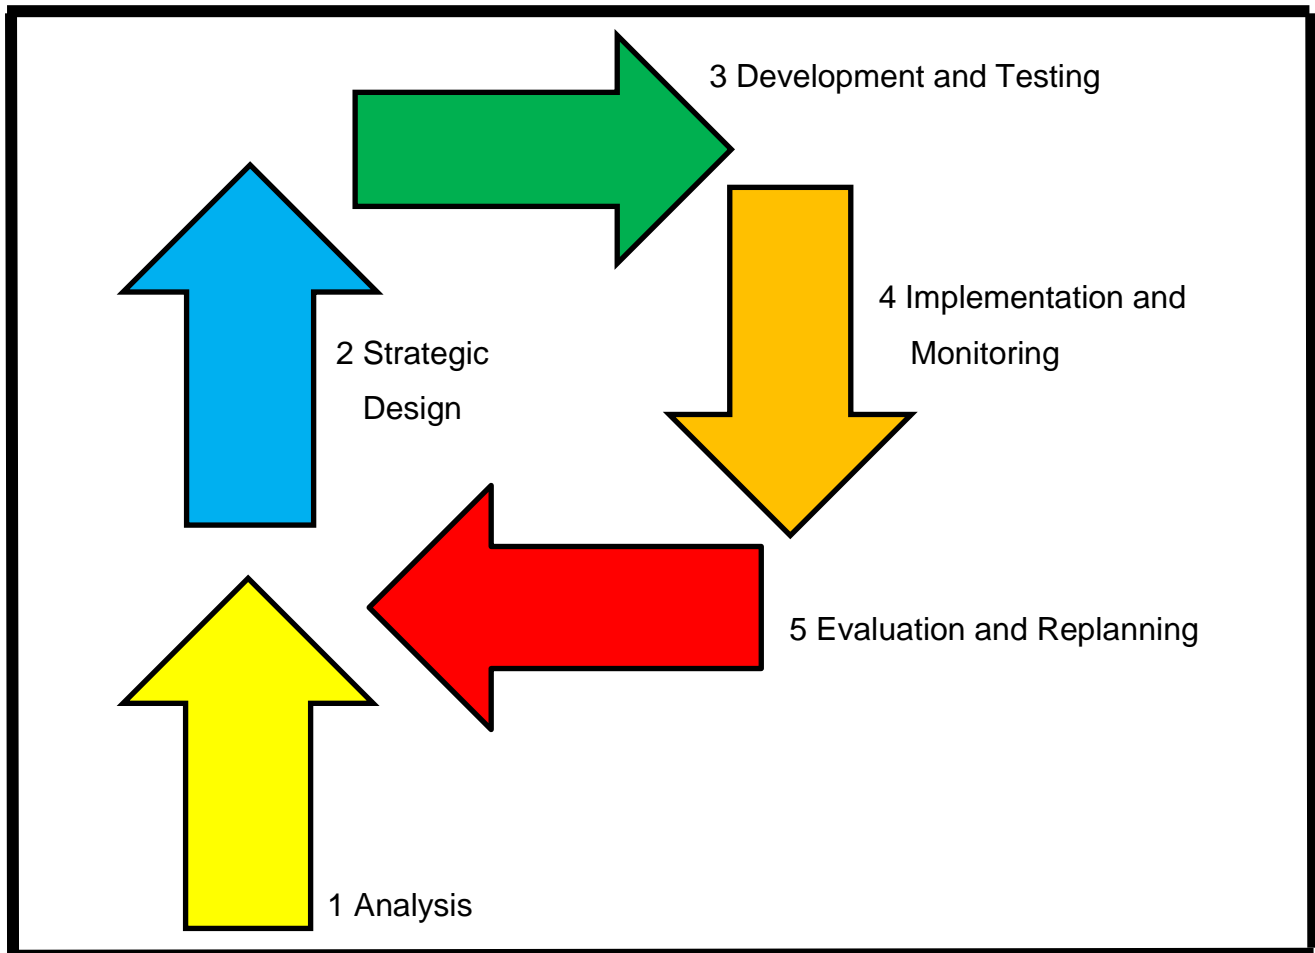 3 Development and Testing
4 Implementation and
Monitoring
2 Strategic
Design
5 Evaluation and Replanning
1 Analysis